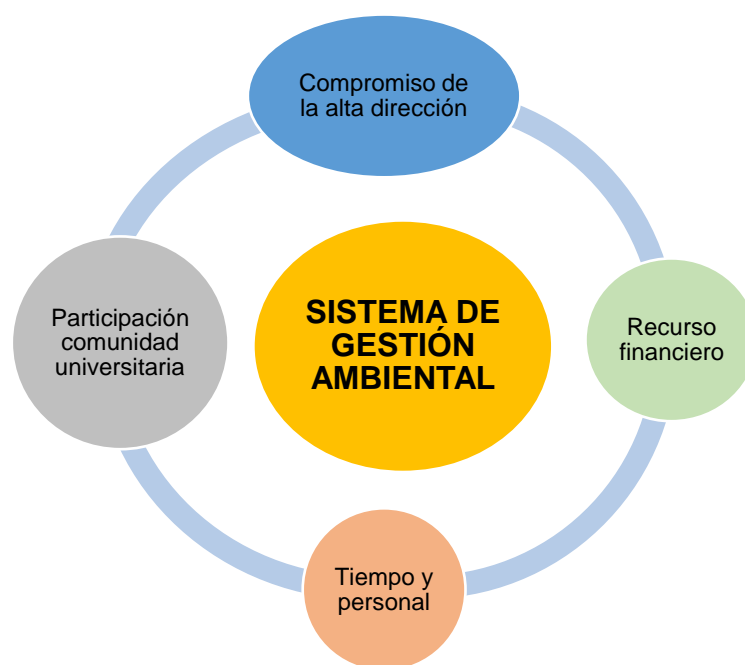 Compromiso de
la alta dirección
Participación
comunidad
universitaria
SISTEMA DE
GESTIÓN
AMBIENTAL
Recurso
financiero
Tiempo y
personal